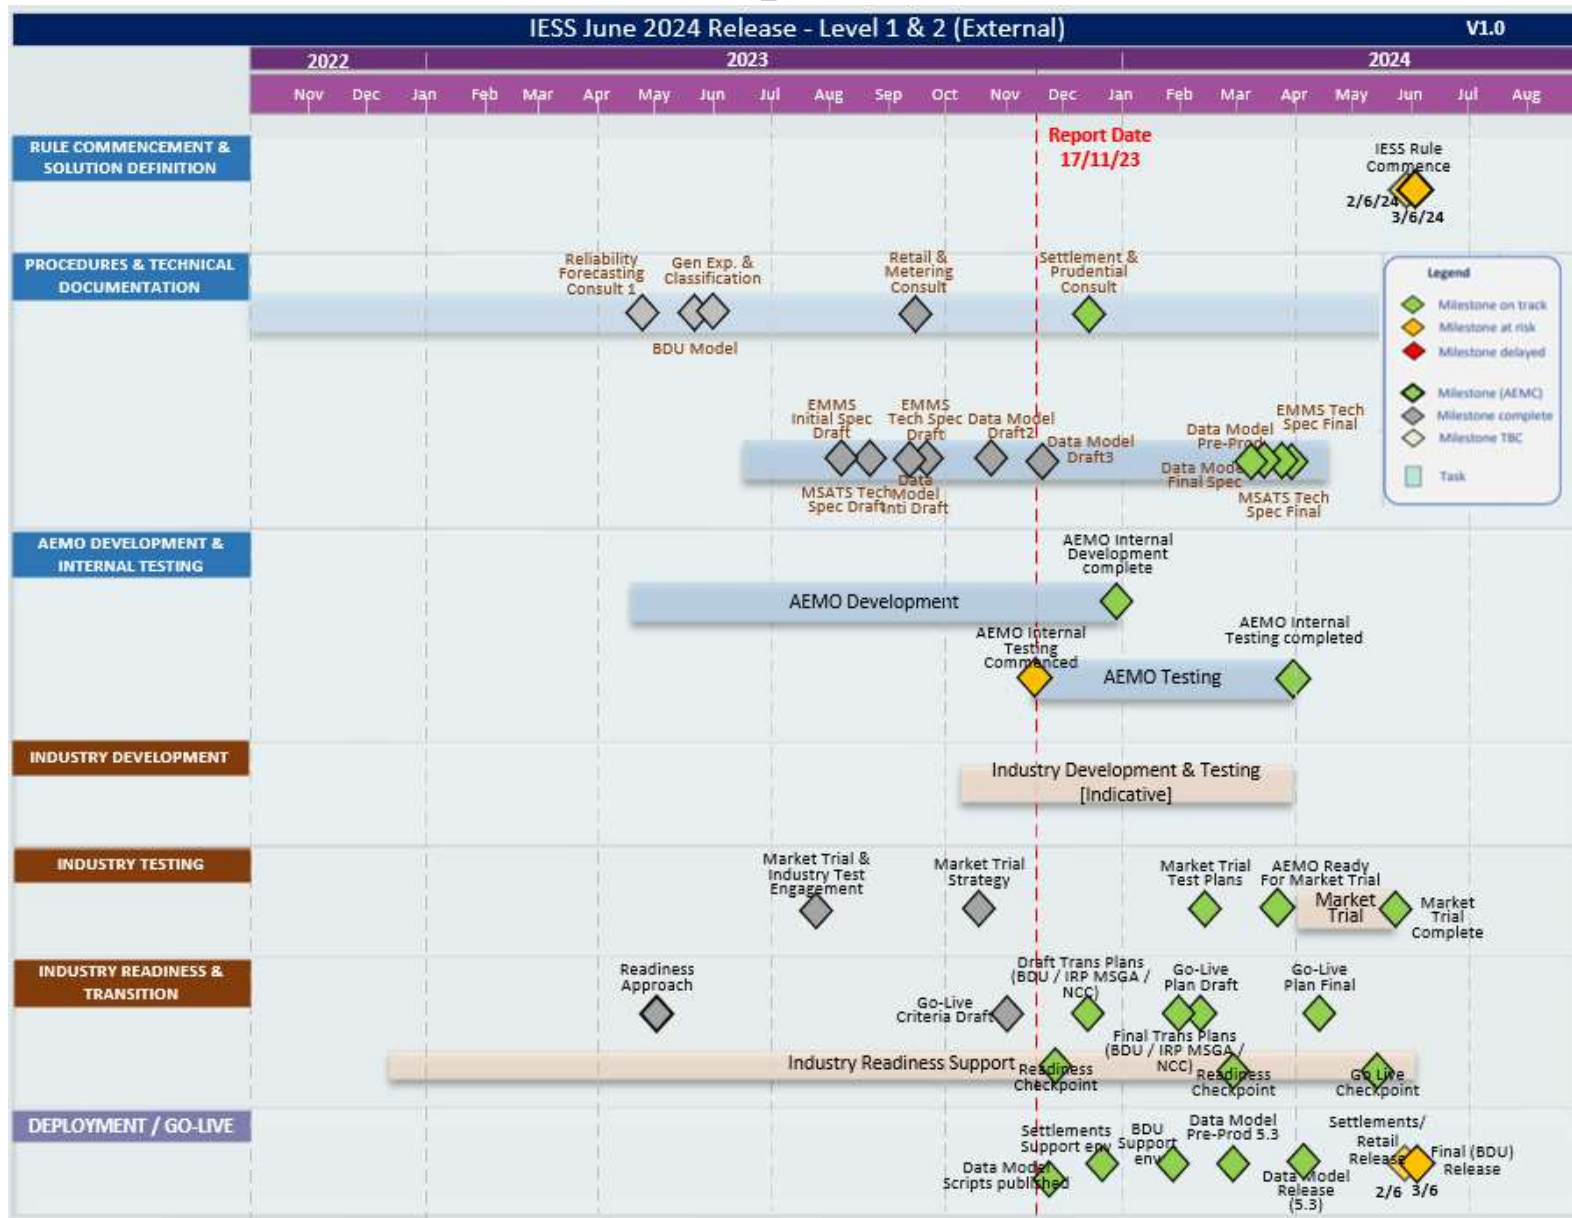 IESS June 2024 Release - Level 1 & 2 (External)
V1.0
2022
2023
2024
Nov Dec Jan Feb Mar Apr May Jun Jul Aug Sep Oct Nov Dec Jan Feb Mar Apr May Jun Jul Aug
Report Date
17/11/23
RULE COMMENCEMENT &
SOLUTION DEFINITION
IESS Rule
Commence
2/6/24
3/6/24
PROCEDURES & TECHNICAL
DOCUMENTATION
Reliability
Forecasting
Consult 1
Gen Exp. &
Classification
BDU Model
Retail &
Metering
Consult
Settlement &
Prudential
Consult
Legend
Milestone on track
Milestone at risk
Milestone delayed
Milestone (AEMC)
Milestone complete
Milestone TBC
Task
EMMS
Initial Spec
Draft
EMMS
Tech Spec
Draft
Data Model
Draft2
Data Model
Draft3
Data Model
Pre-Prod
EMMS Tech
Spec Final
MSATS Tech
Spec Draft
Data
Model
Inti Draft
Data Model
Final Spec
MSATS Tech
Spec Final
AEMO DEVELOPMENT &
INTERNAL TESTING
AEMO Internal
Development
complete
AEMO Development
AEMO Internal
Testing
Commenced
AEMO Testing
AEMO Internal
Testing completed
INDUSTRY DEVELOPMENT
Industry Development & Testing
[Indicative]
INDUSTRY TESTING
Market Trial &
Industry Test
Engagement
Market Trial
Strategy
Market Trial
Test Plans
AEMO Ready
For Market Trial
Market
Trial
Market
Trial
Complete
INDUSTRY READINESS &
TRANSITION
Readiness
Approach
Go-Live
Criteria Draft
Draft Trans Plans
(BDU / IRP MSGA /
NCC)
Go-Live
Plan Draft
Go-Live
Plan Final
Final Trans Plans
(BDU / IRP MSGA /
NCC)
Industry Readiness Support
Readiness
Checkpoint
Readiness
Checkpoint
Go Live
Checkpoint
DEPLOYMENT / GO-LIVE
Data Model
Scripts published
Settlements
Support env
BDU
Support
env
Data Model
Pre-Prod 5.3
Data Model
Release
(5.3)
Settlements/
Retail
Release
2/6
3/6
Final (BDU)
Release